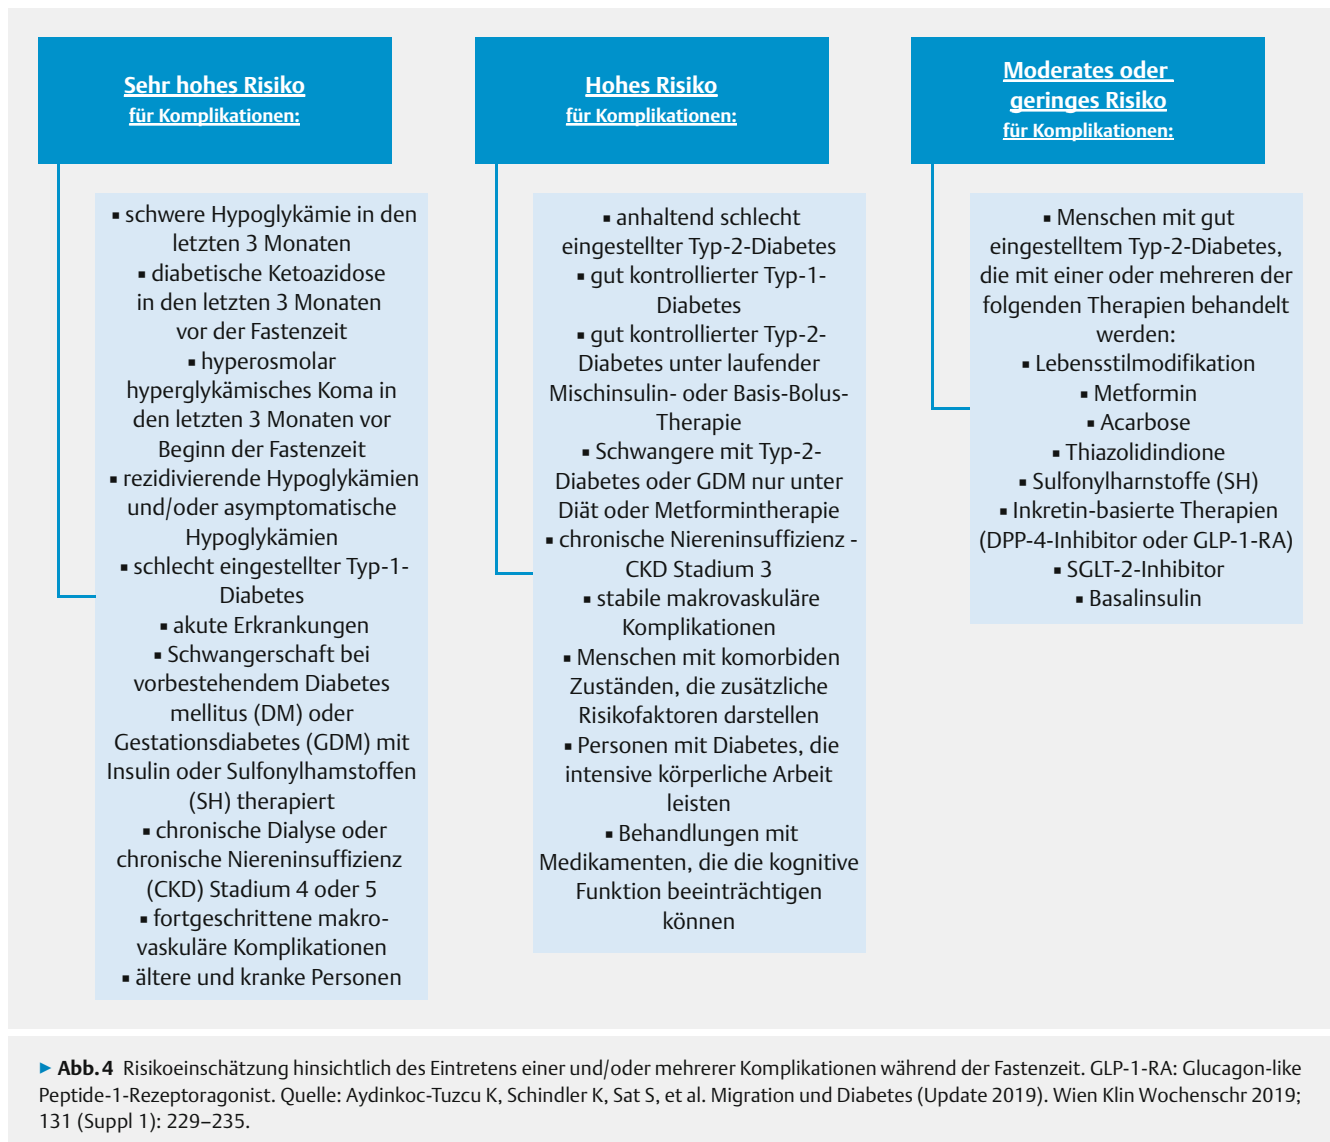 Sehr hohes Risiko
für Komplikationen:
▪ schwere Hypoglykämie in den
letzten 3 Monaten
▪ diabetische Ketoazidose
in den letzten 3 Monaten
vor der Fastenzeit
▪ hyperosmolar
hyperglykämisches Koma in
den letzten 3 Monaten vor
Beginn der Fastenzeit
▪ rezidivierende Hypoglykämien
und/oder asymptomatische
Hypoglykämien
▪ schlecht eingestellter Typ-1-
Diabetes
▪ akute Erkrankungen
▪ Schwangerschaft bei
vorbestehendem Diabetes
mellitus (DM) oder
Gestationsdiabetes (GDM) mit
Insulin oder Sulfonylhamstoffen
(SH) therapiert
▪ chronische Dialyse oder
chronische Niereninsuffizienz
(CKD) Stadium 4 oder 5
▪ fortgeschrittene makro-
vaskuläre Komplikationen
▪ ältere und kranke Personen
Hohes Risiko
für Komplikationen:
▪ anhaltend schlecht
eingestellter Typ-2-Diabetes
▪ gut kontrollierter Typ-1-
Diabetes
▪ gut kontrollierter Typ-2-
Diabetes unter laufender
Mischinsulin- oder Basis-Bolus-
Therapie
▪ Schwangere mit Typ-2-
Diabetes oder GDM nur unter
Diät oder Metformintherapie
▪ chronische Niereninsuffizienz -
CKD Stadium 3
▪ stabile makrovaskuläre
Komplikationen
▪ Menschen mit komorbiden
Zuständen, die zusätzliche
Risikofaktoren darstellen
▪ Personen mit Diabetes, die
intensive körperliche Arbeit
leisten
▪ Behandlungen mit
Medikamenten, die die kognitive
Funktion beeinträchtigen
können
Moderates oder
geringes Risiko
für Komplikationen:
▪ Menschen mit gut
eingestelltem Typ-2-Diabetes,
die mit einer oder mehreren der
folgenden Therapien behandelt
werden:
▪ Lebensstilmodifikation
▪ Metformin
▪ Acarbose
▪ Thiazolidindione
▪ Sulfonylharnstoffe (SH)
▪ Inkretin-basierte Therapien
(DPP-4-Inhibitor oder GLP-1-RA)
▪ SGLT-2-Inhibitor
▪ Basalinsulin
► Abb. 4 Risikoeinschätzung hinsichtlich des Eintretens einer und/oder mehrerer Komplikationen während der Fastenzeit. GLP-1-RA: Glucagon-like
Peptide-1-Rezeptoragonist. Quelle: Aydinkoc-Tuzcu K, Schindler K, Sat S, et al. Migration und Diabetes (Update 2019). Wien Klin Wochenschr 2019;
131 (Suppl 1): 229–235.